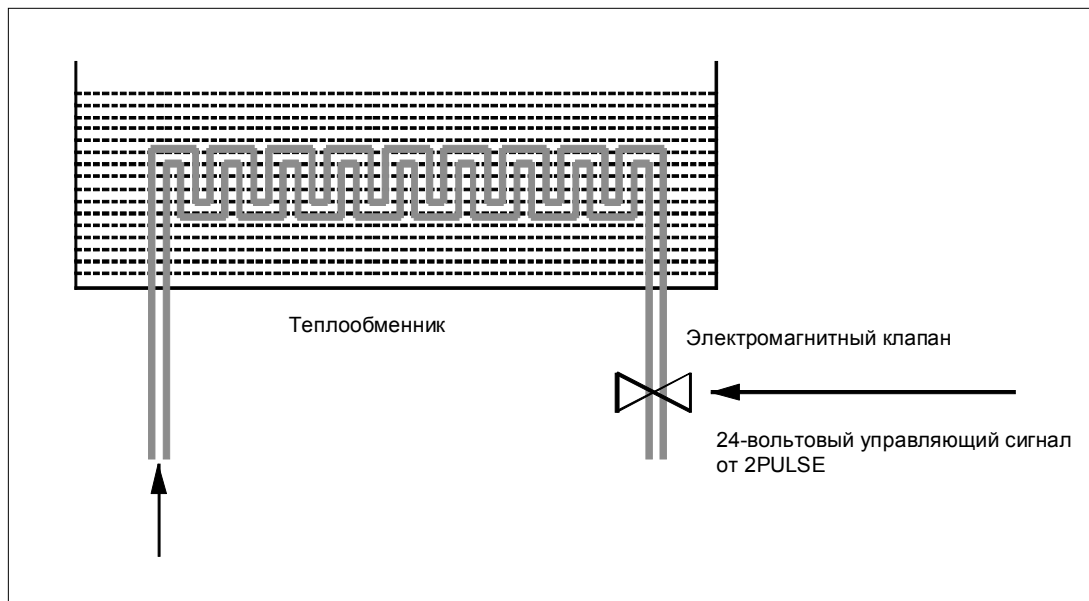 Теплообменник
Электромагнитный клапан
24-вольтовый управляющий сигнал
от 2PULSE